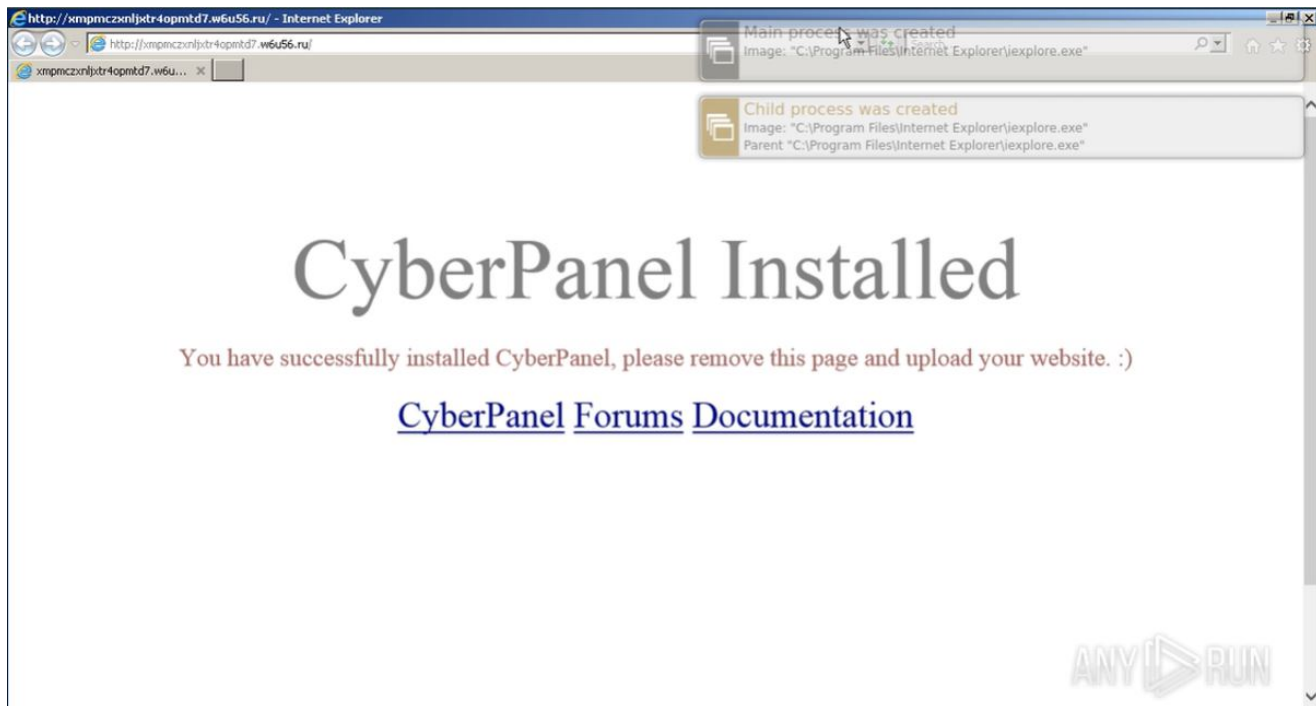 http://xmpmczxnljxtr4opmtd7.w6u56.ru/ - Internet Explorer
http://xmpmczxnljxtr4opmtd7.w6u56.ru/
Search
xmpmczxnljxtr4opmtd7.w6u...
Main process was created
Image: "C:\Program Files\Internet Explorer\iexplore.exe"
Child process was created
Image: "C:\Program Files\Internet Explorer\iexplore.exe"
Parent "C:\Program Files\Internet Explorer\iexplore.exe"
CyberPanel Installed
You have successfully installed CyberPanel, please remove this page and upload your website. :)
CyberPanel Forums Documentation
ANY RUN